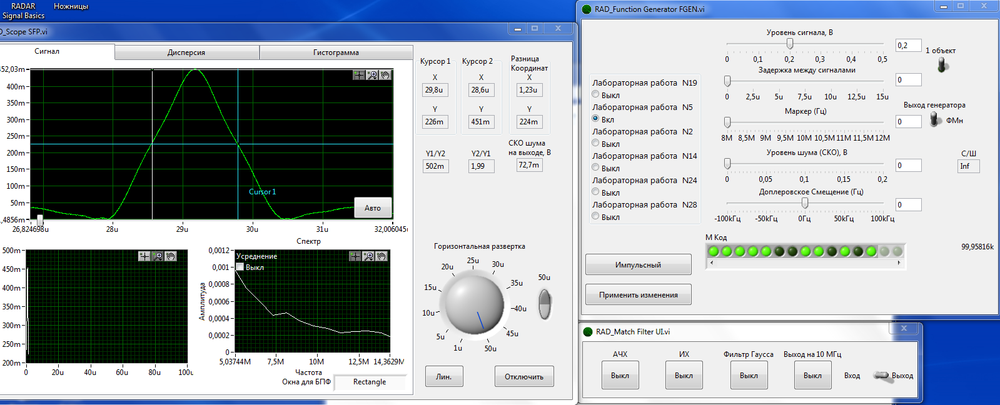 RADAR
Signal Basics
Ножницы
D_Scope SFP.vi
Сигнал
Дисперсия
Гистограмма
452,03m
400m
350m
300m
250m
200m
150m
100m
50m
,4856m
Cursor 1
Авто
26,824698u
28u
29u
30u
31u
32,006045u
Спектр
500m
450m
400m
350m
300m
250m
200m
0
20u
40u
60u
80u
100u
Усреднение
Выкл
Амплитуда
0,0012
0,001
0,0008
0,0006
0,0004
0,0002
0
5,03744M
7,5M
10M
12,5M
14,3629M
Частота
Окна для БПФ
Rectangle
Курсор 1
Курсор 2
Разница
Координат
X
X
X
29,8u
28,6u
1,23u
Y
Y
Y
226m
451m
224m
Y1/Y2
Y2/Y1
СКО шума
на выходе, В
502m
1,99
72,7m
Горизонтальная развертка
1u
5u
10u
15u
20u
25u
30u
35u
40u
45u
50u
50u
Лин.
Отключить
RAD_Function Generator FGEN.vi
Лабораторная работа N19
Выкл
Лабораторная работа N5
Вкл
Лабораторная работа N2
Выкл
Лабораторная работа N14
Выкл
Лабораторная работа N24
Выкл
Лабораторная работа N28
Выкл
Импульсный
Применить изменения
Уровень сигнала, В
0 0,1 0,2 0,3 0,4 0,5
0,2
1 объект
Задержка между сигналами
0 2,5u 5u 7,5u 10u 12,5u 15u
0
Маркер (Гц)
8M 8,5M 9M 9,5M 10M 10,5M 11M 11,5M 12M
0
Выход генератора
ФМн
Уровень шума (СКО), В
0 0,05 0,1 0,15 0,2
0
С/Ш
Inf
Доплеровское Смещение (Гц)
-100kГц -50kГц 0Гц 50kГц 100kГц
0
М Код
99,95816k
RAD_Match Filter UI.vi
АЧХ
ИХ
Фильтр Гаусса
Выход на 10 МГц
Выкл
Выкл
Выкл
Выкл
Вход
Выход